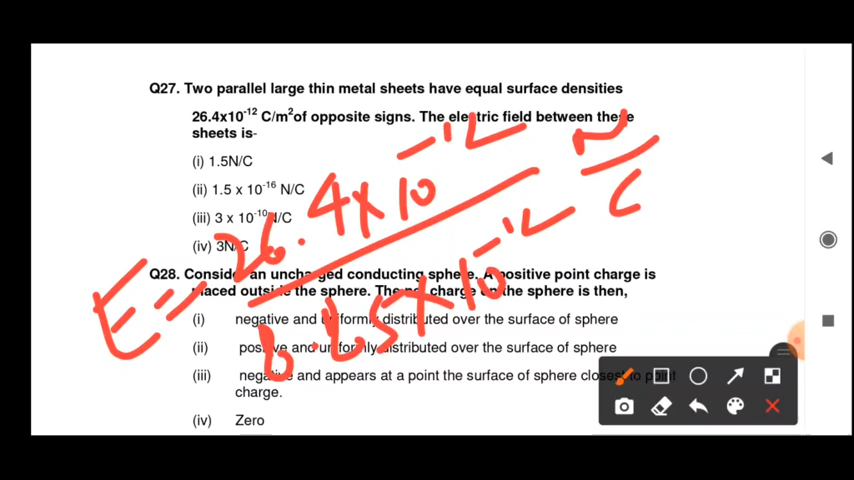 Q27. Two parallel large thin metal sheets have equal surface densities
26.4x10⁻¹² C/m² of opposite signs. The electric field between these
sheets is-
(i) 1.5N/C
(ii) 1.5 x 10⁻¹⁶ N/C
(iii) 3 x 10⁻¹⁰N/C
(iv) 3N/C
E = 26.4 x 10⁻¹² N/C
8.85 x 10⁻¹²
Q28. Consider an uncharged conducting sphere. A positive point charge is
placed outside the sphere. The net charge on the sphere is then,
(i) negative and uniformly distributed over the surface of sphere
(ii) positive and uniformly distributed over the surface of sphere
(iii) negative and appears at a point the surface of sphere closest to point
charge.
(iv) Zero